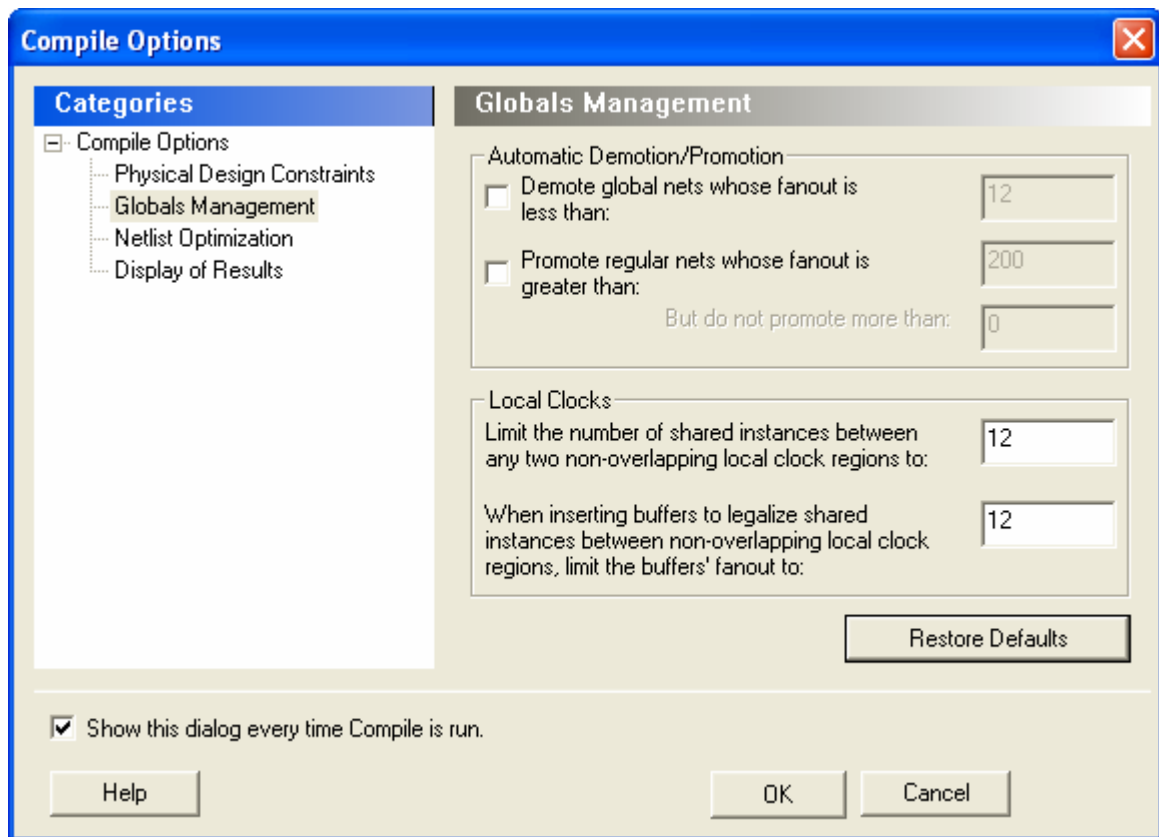 Compile Options
Categories
Compile Options
Physical Design Constraints
Globals Management
Netlist Optimization
Display of Results
Globals Management
Automatic Demotion/Promotion
Demote global nets whose fanout is
less than:
12
Promote regular nets whose fanout is
greater than:
200
But do not promote more than:
0
Local Clocks
Limit the number of shared instances between
any two non-overlapping local clock regions to:
12
When inserting buffers to legalize shared
instances between non-overlapping local clock
regions, limit the buffers' fanout to:
12
Restore Defaults
Show this dialog every time Compile is run.
Help
OK
Cancel